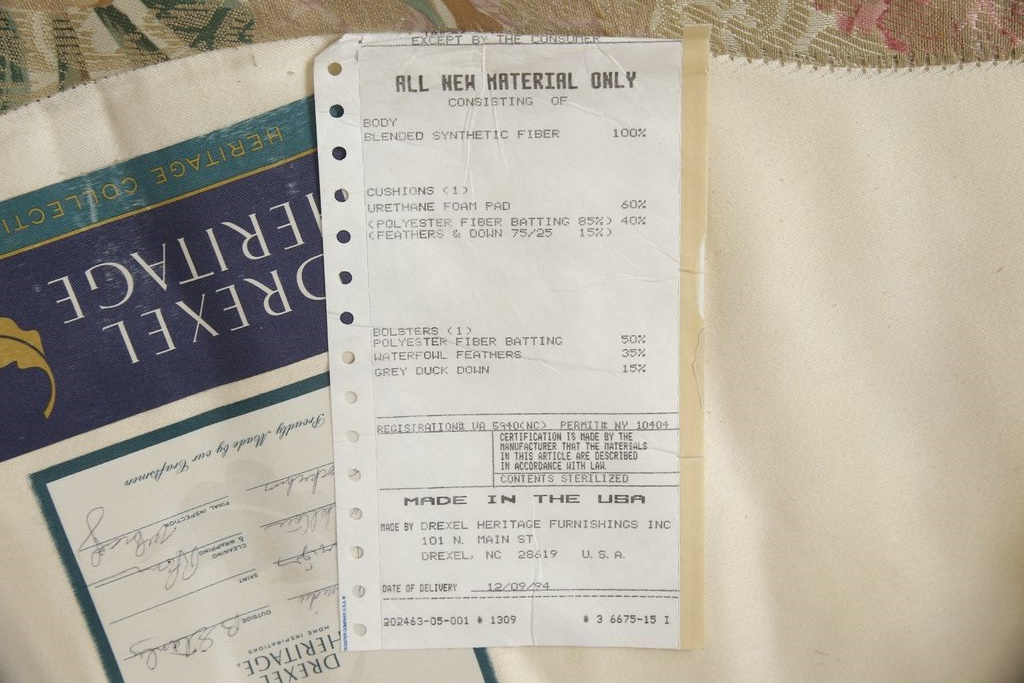 EXCEPT BY THE CONSUMER
ALL NEW MATERIAL ONLY
CONSISTING OF
BODY
BLENDED SYNTHETIC FIBER 100%
CUSHIONS (1)
URETHANE FOAM PAD 60%
(POLYESTER FIBER BATTING 85%) 40%
(FEATHERS & DOWN 75/25 15%)
BOLSTERS (1)
POLYESTER FIBER BATTING 50%
WATERFOWL FEATHERS 35%
GREY DUCK DOWN 15%
REGISTRATION# VA 5940(NC) PERMIT# NY 10404
CERTIFICATION IS MADE BY THE
MANUFACTURER THAT THE MATERIALS
IN THIS ARTICLE ARE DESCRIBED
IN ACCORDANCE WITH LAW.
CONTENTS STERILIZED
MADE IN THE USA
MADE BY DREXEL HERITAGE FURNISHINGS INC
101 N. MAIN ST
DREXEL, NC 28619 U.S.A.
DATE OF DELIVERY 12/09/94
202463-05-001 * 1309 # 3 6675-15 I
HERITAGE COLLECTI
DREXEL
HERITAGE
DREXEL
HERITAGE.
HOME INSPIRATIONS
OUTSIDE
SKIRT
CLEANING
& WRAPPING
FINAL INSPECTION
Proudly Made by our Craftsmen